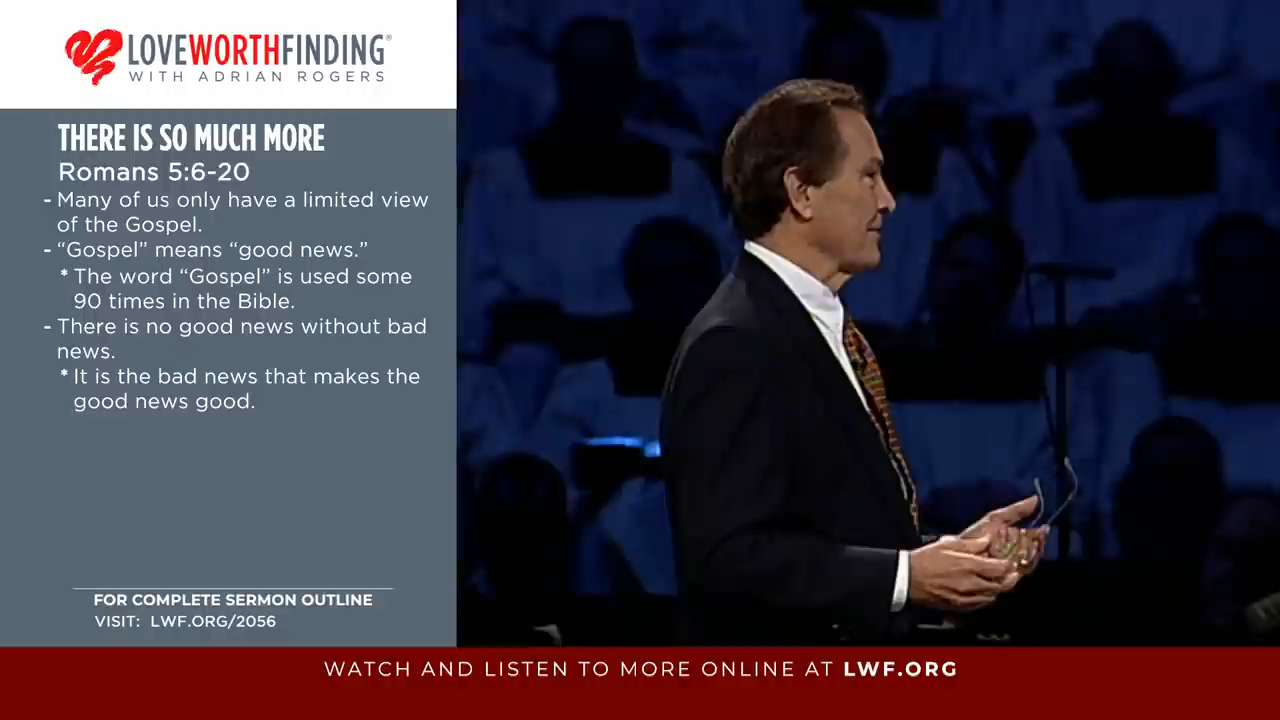 LOVEWORTHFINDING®
WITH ADRIAN ROGERS
THERE IS SO MUCH MORE
Romans 5:6-20
- Many of us only have a limited view
of the Gospel.
- “Gospel” means “good news.”
* The word “Gospel” is used some
90 times in the Bible.
- There is no good news without bad
news.
* It is the bad news that makes the
good news good.
FOR COMPLETE SERMON OUTLINE
VISIT: LWF.ORG/2056
WATCH AND LISTEN TO MORE ONLINE AT LWF.ORG